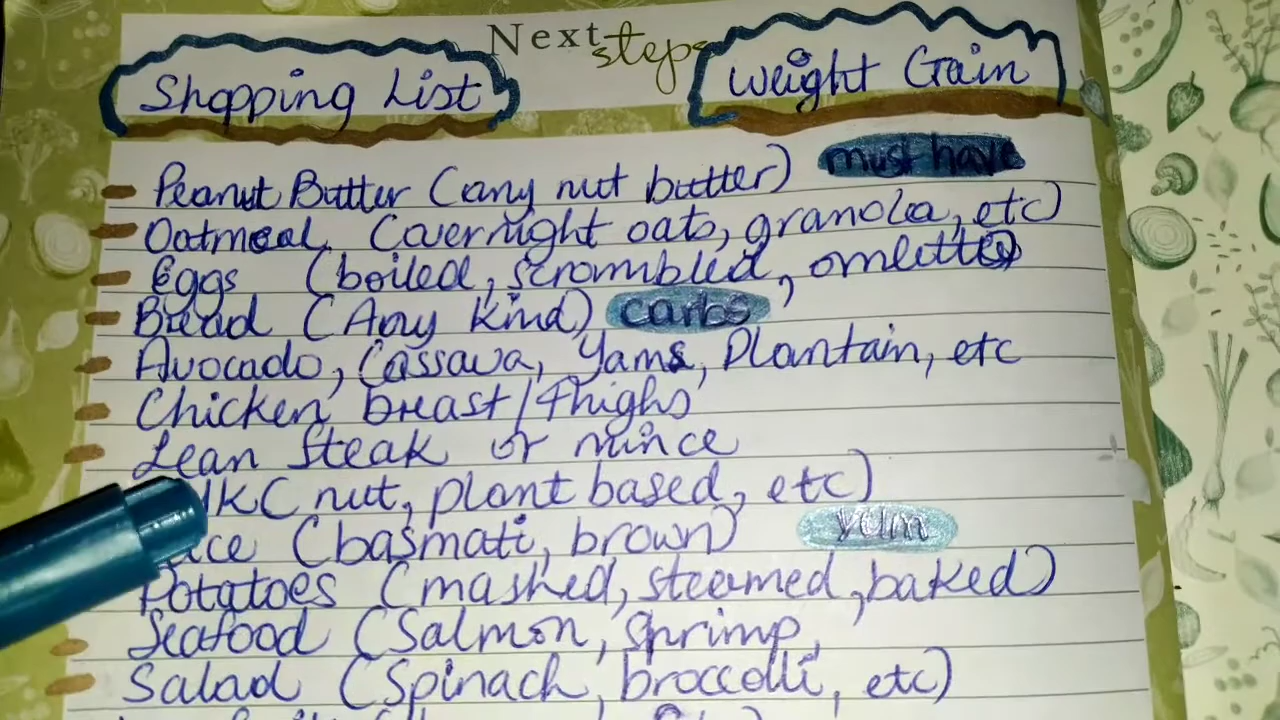 Next steps
Shopping List
Weight Gain
Peanut Butter (any nut butter) must have
Oatmeal, (overnight oats, granola, etc)
Eggs (boiled, scrombled, omlettes
Bread (Any kind) carbs
Avocado, Cassava, Yams, Plantain, etc
Chicken breast/Thighs
Lean Steak or mince
(nut, plant based, etc)
(basmati, brown) yum
Potatoes (mashed, steamed, baked)
Seafood (Salmon, Shrimp,
Salad (Spinach, broccolli, etc)